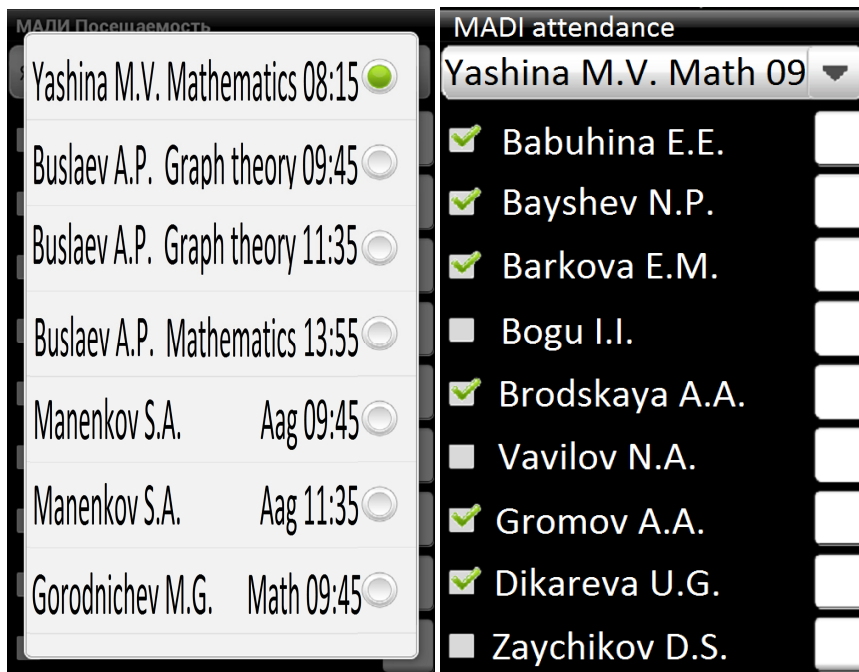 МАДИ Посещаемость
Yashina M.V. Mathematics 08:15
Buslaev A.P. Graph theory 09:45
Buslaev A.P. Graph theory 11:35
Buslaev A.P. Mathematics 13:55
Manenkov S.A. Aag 09:45
Manenkov S.A. Aag 11:35
Gorodnichev M.G. Math 09:45
MADI attendance
Yashina M.V. Math 09
Babuhina E.E.
Bayshev N.P.
Barkova E.M.
Bogu I.I.
Brodskaya A.A.
Vavilov N.A.
Gromov A.A.
Dikareva U.G.
Zaychikov D.S.